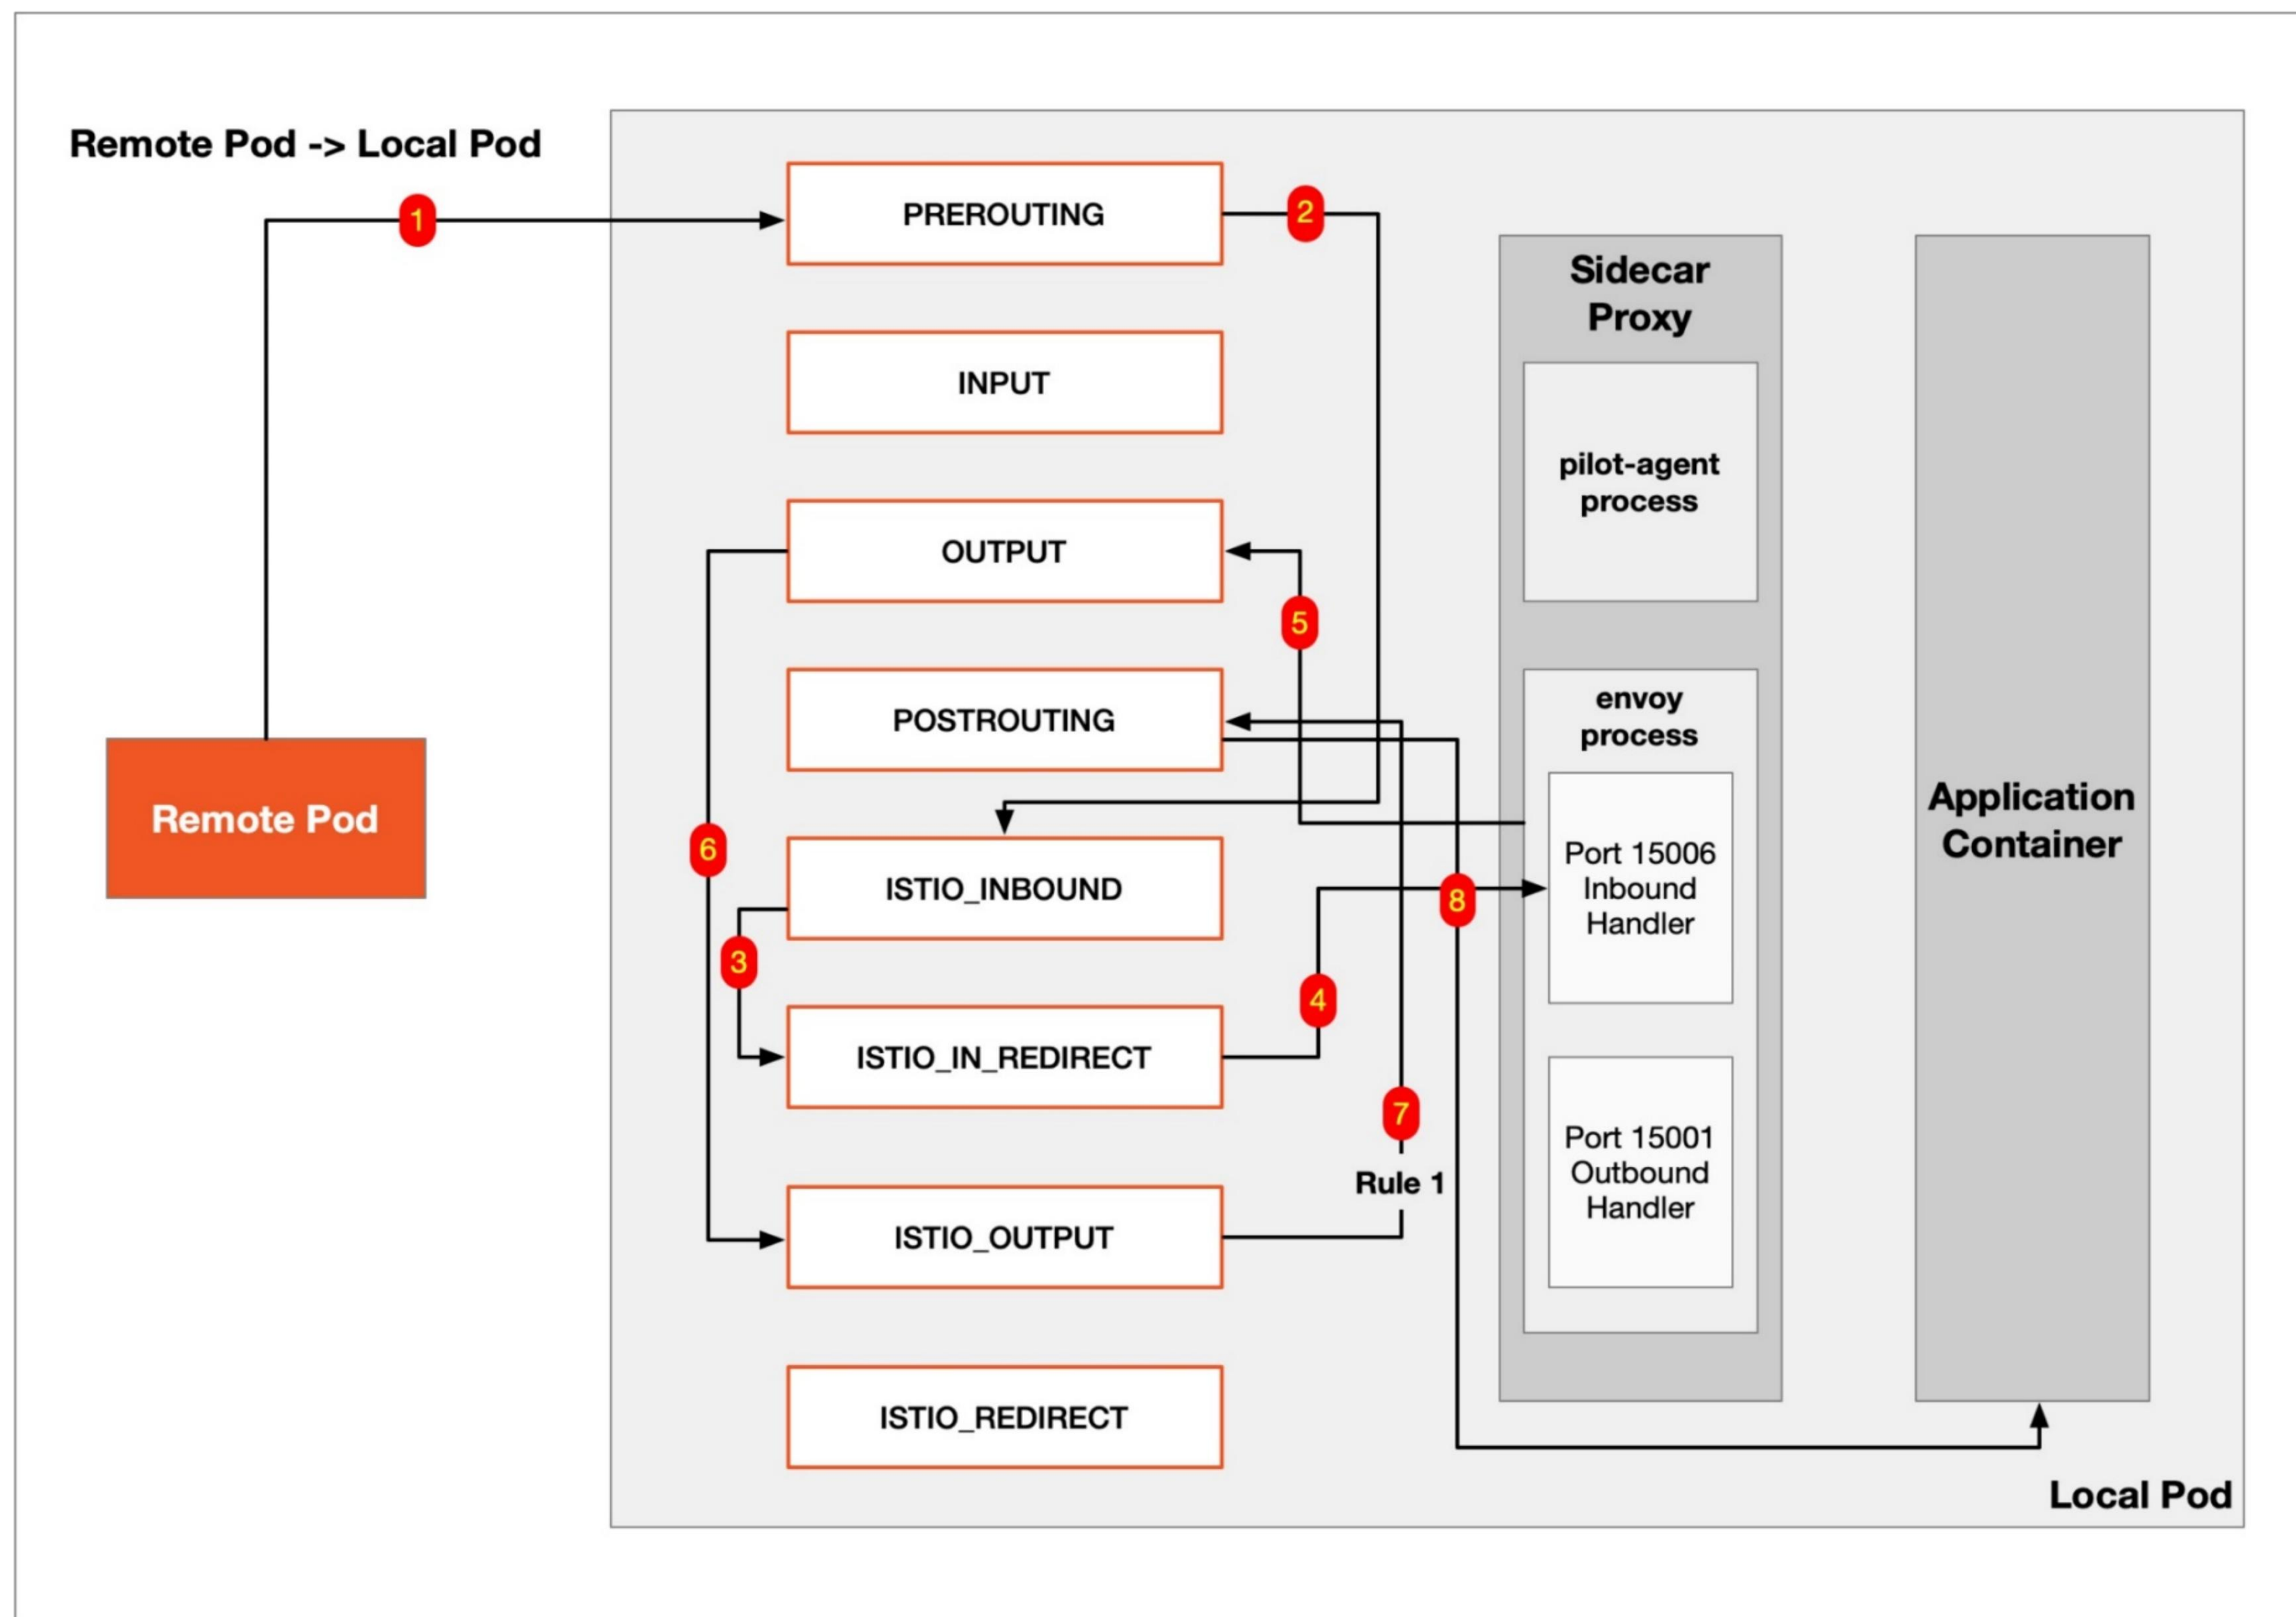 Remote Pod -> Local Pod
1
PREROUTING
2
INPUT
OUTPUT
5
POSTROUTING
6
ISTIO_INBOUND
3
ISTIO_IN_REDIRECT
4
8
7
Rule 1
ISTIO_OUTPUT
ISTIO_REDIRECT
Remote Pod
Sidecar
Proxy
pilot-agent
process
envoy
process
Port 15006
Inbound
Handler
Port 15001
Outbound
Handler
Application
Container
Local Pod